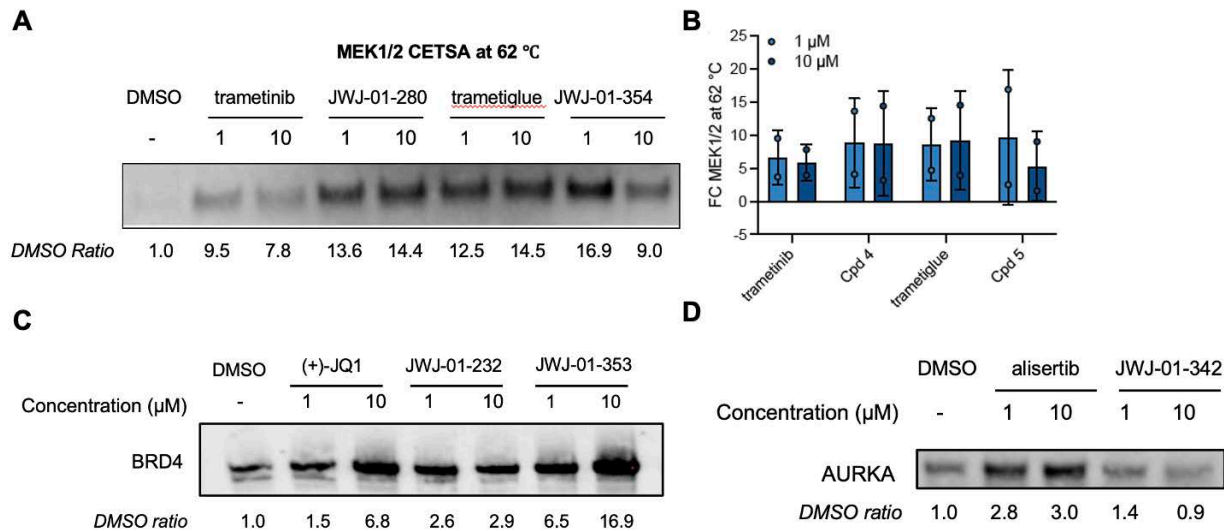 A
MEK1/2 CETSA at 62 ℃
DMSO trametinib JWJ-01-280 trametiglue JWJ-01-354
- 1 10 1 10 1 10 1 10
DMSO Ratio 1.0 9.5 7.8 13.6 14.4 12.5 14.5 16.9 9.0
B
1 μM
10 μM
FC MEK1/2 at 62 °C
25
20
15
10
5
0
-5
trametinib
Cpd 4
trametiglue
Cpd 5
C
DMSO (+)-JQ1 JWJ-01-232 JWJ-01-353
Concentration (μM) - 1 10 1 10 1 10
BRD4
DMSO ratio 1.0 1.5 6.8 2.6 2.9 6.5 16.9
D
DMSO alisertib JWJ-01-342
Concentration (μM) - 1 10 1 10
AURKA
DMSO ratio 1.0 2.8 3.0 1.4 0.9